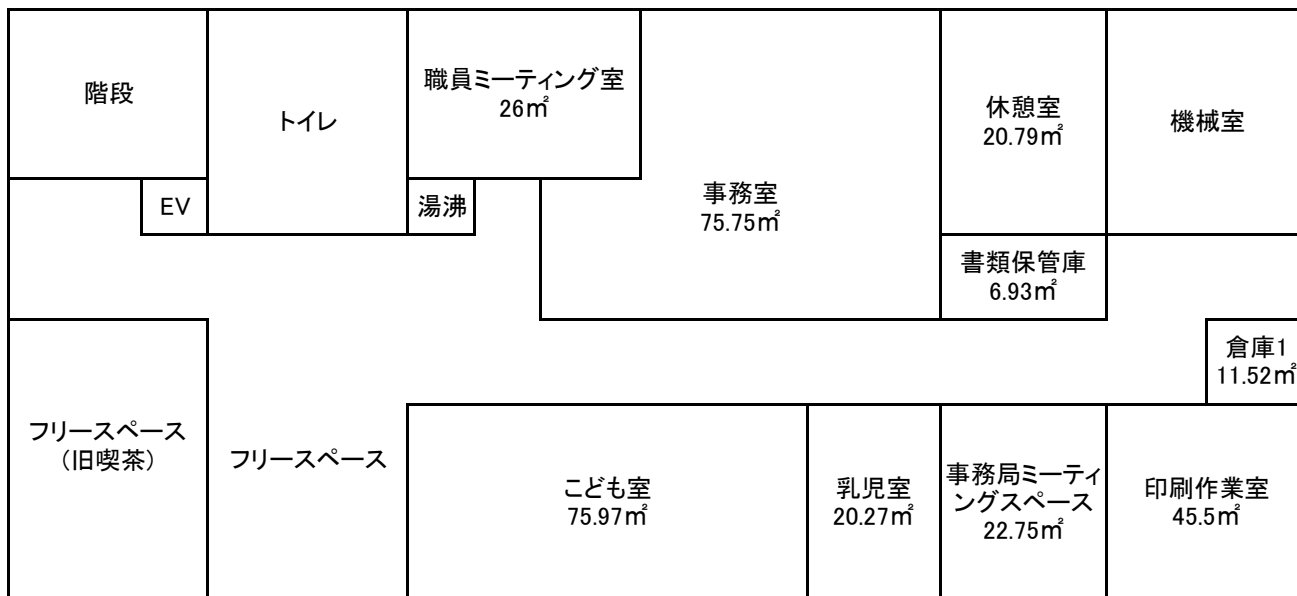 階段
トイレ
職員ミーティング室
26㎡
事務室
75.75㎡
休憩室
20.79㎡
機械室
EV
湯沸
書類保管庫
6.93㎡
倉庫1
11.52㎡
フリースペース
(旧喫茶)
フリースペース
こども室
75.97㎡
乳児室
20.27㎡
事務局ミーティ
ングスペース
22.75㎡
印刷作業室
45.5㎡